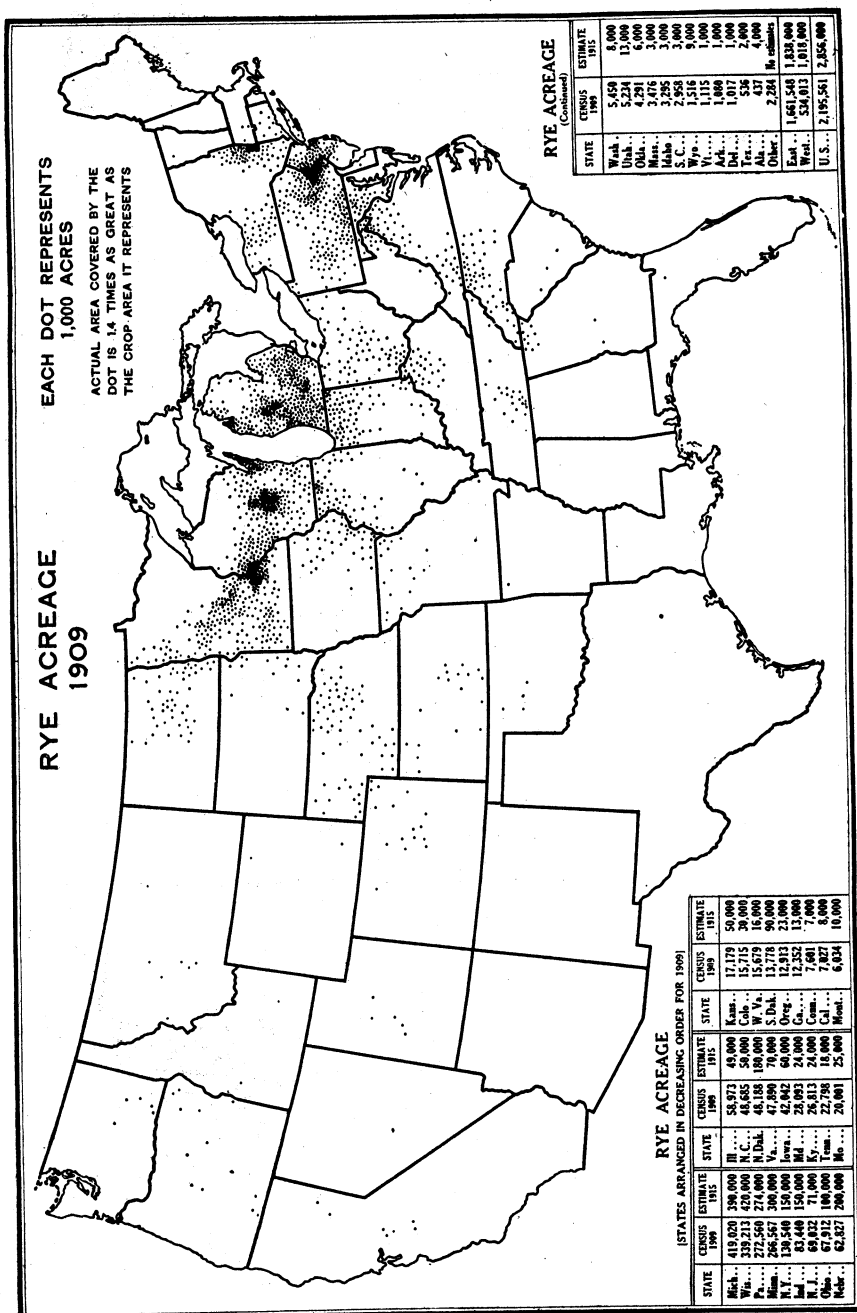 RYE ACREAGE
1909
EACH DOT REPRESENTS
1,000 ACRES
ACTUAL AREA COVERED BY THE
DOT IS 1.4 TIMES AS GREAT AS
THE CROP AREA IT REPRESENTS
RYE ACREAGE
[STATES ARRANGED IN DECREASING ORDER FOR 1909]
STATE CENSUS 1909 ESTIMATE 1915 STATE CENSUS 1909 ESTIMATE 1915 STATE CENSUS 1909 ESTIMATE 1915
Mich.. 419,020 390,000 Ill.... 58,973 49,000 Kans.. 17,179 50,000
Wis... 339,213 420,000 N.C... 48,685 50,000 Colo.. 15,715 30,000
Pa.... 272,560 274,000 N.Dak. 48,188 180,000 W. Va. 15,679 16,000
Minn.. 266,567 300,000 Va.... 47,890 70,000 S.Dak. 13,778 90,000
N.Y... 130,540 150,000 Iowa.. 42,042 60,000 Oreg.. 12,913 23,000
Ind... 83,440 150,000 Md... 28,093 24,000 Ga.... 12,352 13,000
N.J... 69,032 71,000 Ky.... 26,813 24,000 Conn.. 7,601 7,000
Ohio.. 67,912 100,000 Tenn.. 22,798 18,000 Cal... 7,027 8,000
Nebr.. 62,827 200,000 Mo... 20,001 25,000 Mont.. 6,034 10,000
RYE ACREAGE
(Continued)
STATE CENSUS 1909 ESTIMATE 1915
Wash.. 5,450 8,000
Utah.. 5,234 13,000
Okla.. 4,291 6,000
Mass.. 3,476 3,000
Idaho. 3,295 3,000
S. C... 2,958 3,000
Wyo.. 1,516 9,000
Vt.... 1,115 1,000
Ark... 1,080 1,000
Del... 1,017 1,000
Tex... 536 2,000
Ala... 437 4,000
Other. 2,284 No estimates
East.. 1,661,548 1,838,000
West.. 534,013 1,018,000
U.S... 2,195,561 2,856,000